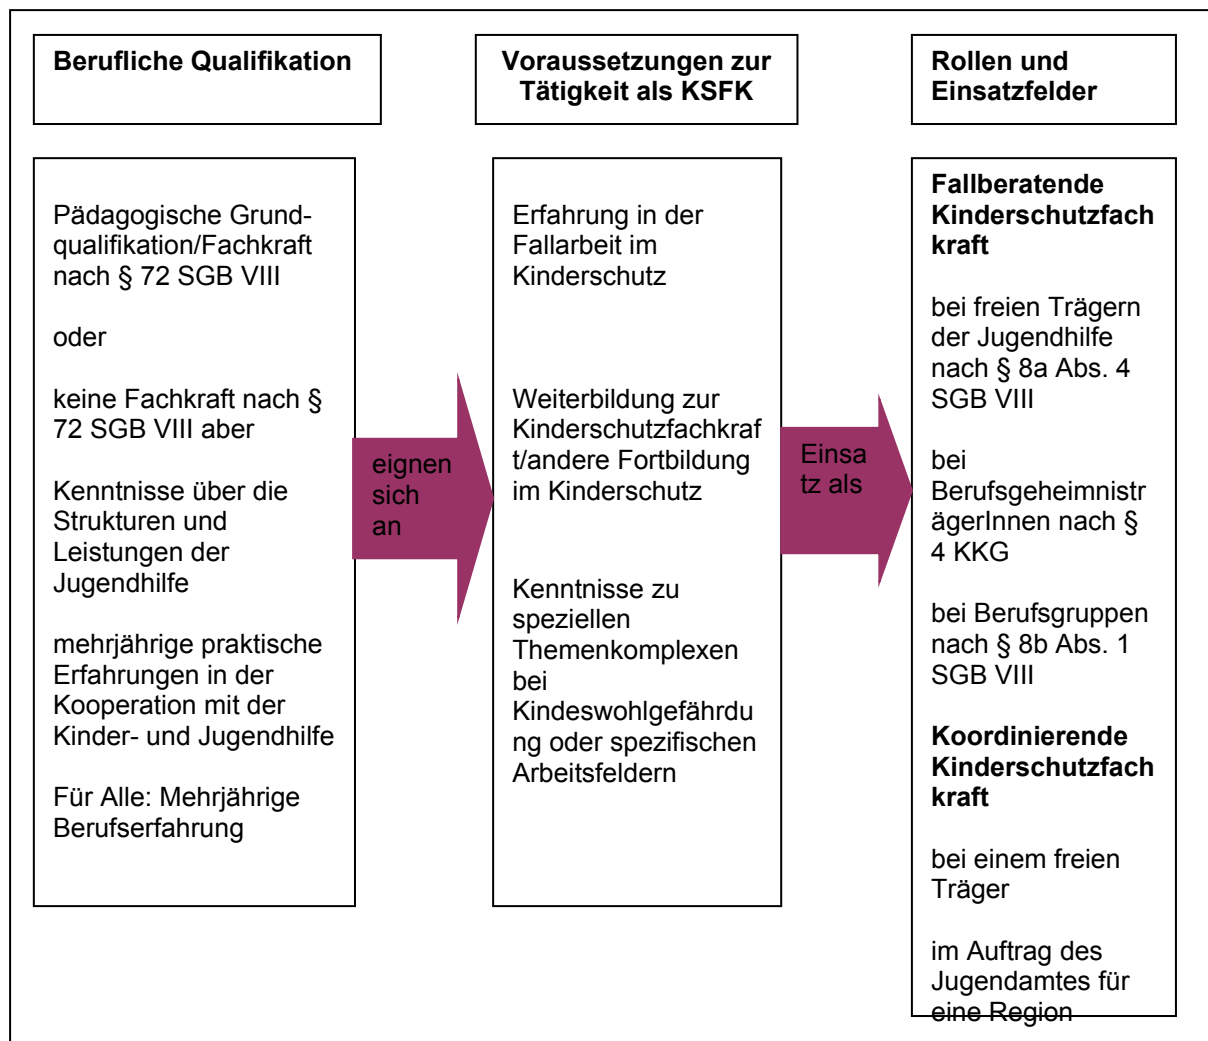 Berufliche Qualifikation
Voraussetzungen zur
Tätigkeit als KSFK
Rollen und
Einsatzfelder
Pädagogische Grund-
qualifikation/Fachkraft
nach § 72 SGB VIII
oder
keine Fachkraft nach §
72 SGB VIII aber
Kenntnisse über die
Strukturen und
Leistungen der
Jugendhilfe
mehrjährige praktische
Erfahrungen in der
Kooperation mit der
Kinder- und Jugendhilfe
Für Alle: Mehrjährige
Berufserfahrung
eignen
sich
an
Erfahrung in der
Fallarbeit im
Kinderschutz
Weiterbildung zur
Kinderschutzfachkraf
t/andere Fortbildung
im Kinderschutz
Kenntnisse zu
speziellen
Themenkomplexen
bei
Kindeswohlgefährdu
ng oder spezifischen
Arbeitsfeldern
Einsa
tz als
Fallberatende
Kinderschutzfach
kraft
bei freien Trägern
der Jugendhilfe
nach § 8a Abs. 4
SGB VIII
bei
Berufsgeheimnistr
ägerInnen nach §
4 KKG
bei Berufsgruppen
nach § 8b Abs. 1
SGB VIII
Koordinierende
Kinderschutzfach
kraft
bei einem freien
Träger
im Auftrag des
Jugendamtes für
eine Region